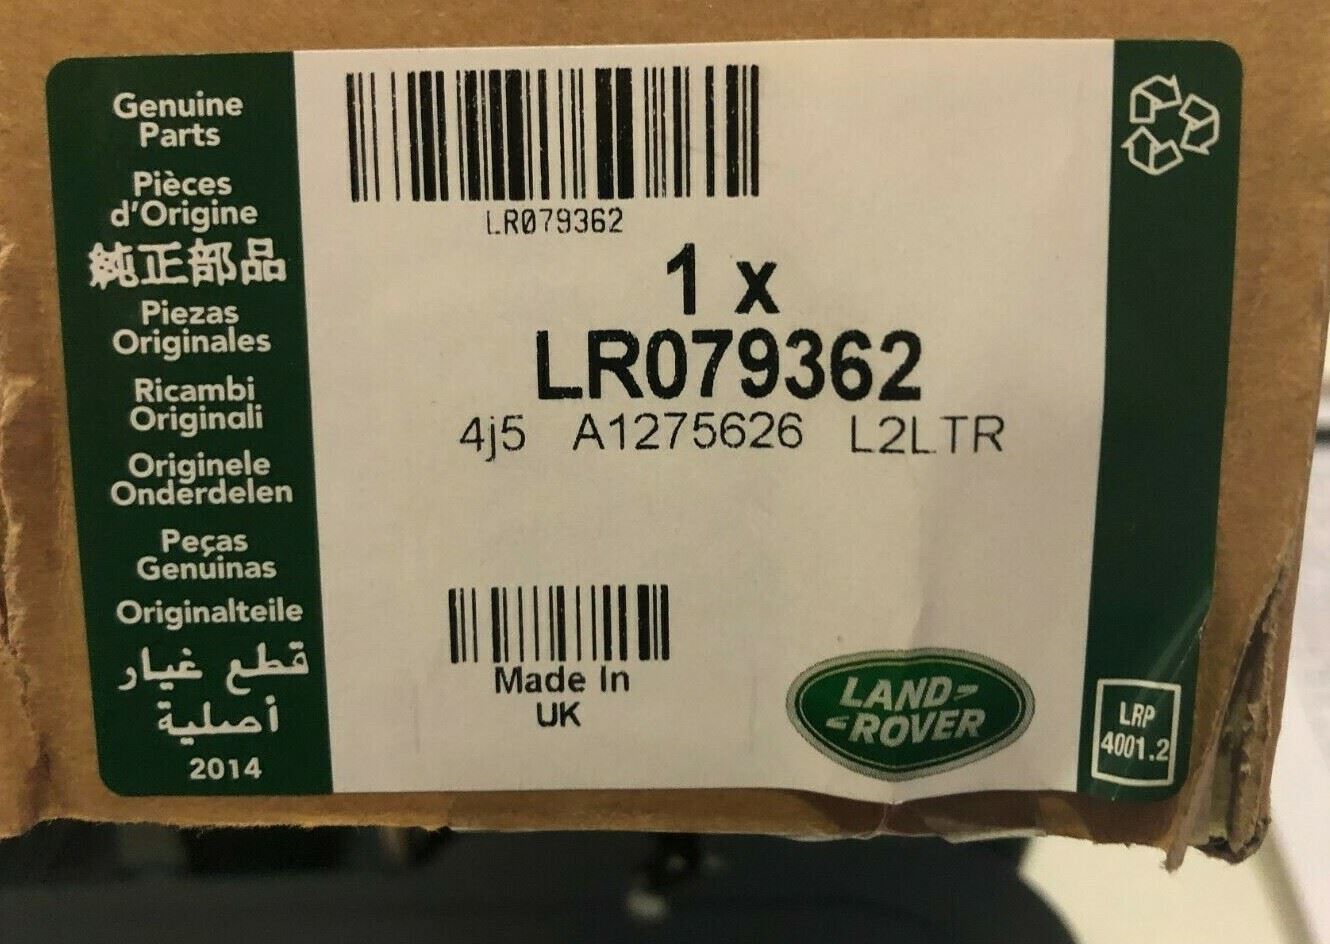 Genuine
Parts
Pièces
d'Origine
純正部品
Piezas
Originales
Ricambi
Originali
Originele
Onderdelen
Peças
Genuinas
Originalteile
قطع غيار
أصلية
2014
LR079362
1 x
LR079362
4j5 A1275626 L2LTR
Made In
UK
LAND-
-ROVER
LRP
4001.2